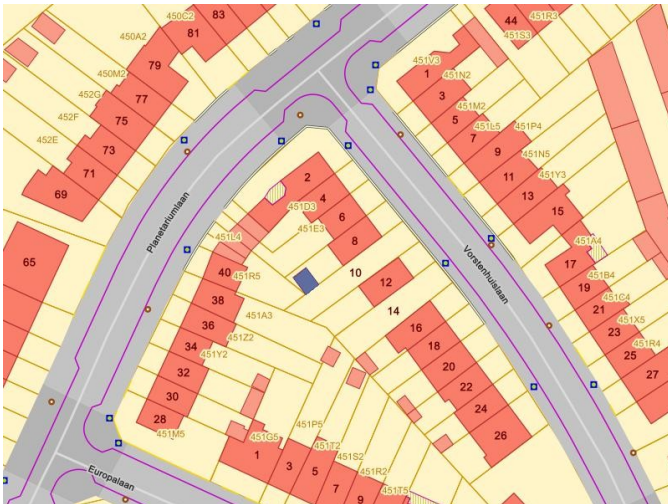 450C2
83
44
451R3
81
451S3
450A2
79
451V3
1
451N2
450M2
77
3
452G
451M2
452F
75
5
451L5
451P4
7
452E
73
9
451N5
71
11
451Y3
69
2
13
4
15
451D3
6
Planetariumlaan
451E3
8
451L4
451A4
65
40
451R5
10
Vorstenhuislaan
17
451B4
38
12
19
451C4
451A3
14
21
36
16
451X5
451Z2
23
34
18
451R4
451Y2
25
32
20
27
30
22
28
24
451P5
451M5
451G5
26
451T2
1
3
451S2
5
451R2
Europalaan
7
451T5
9